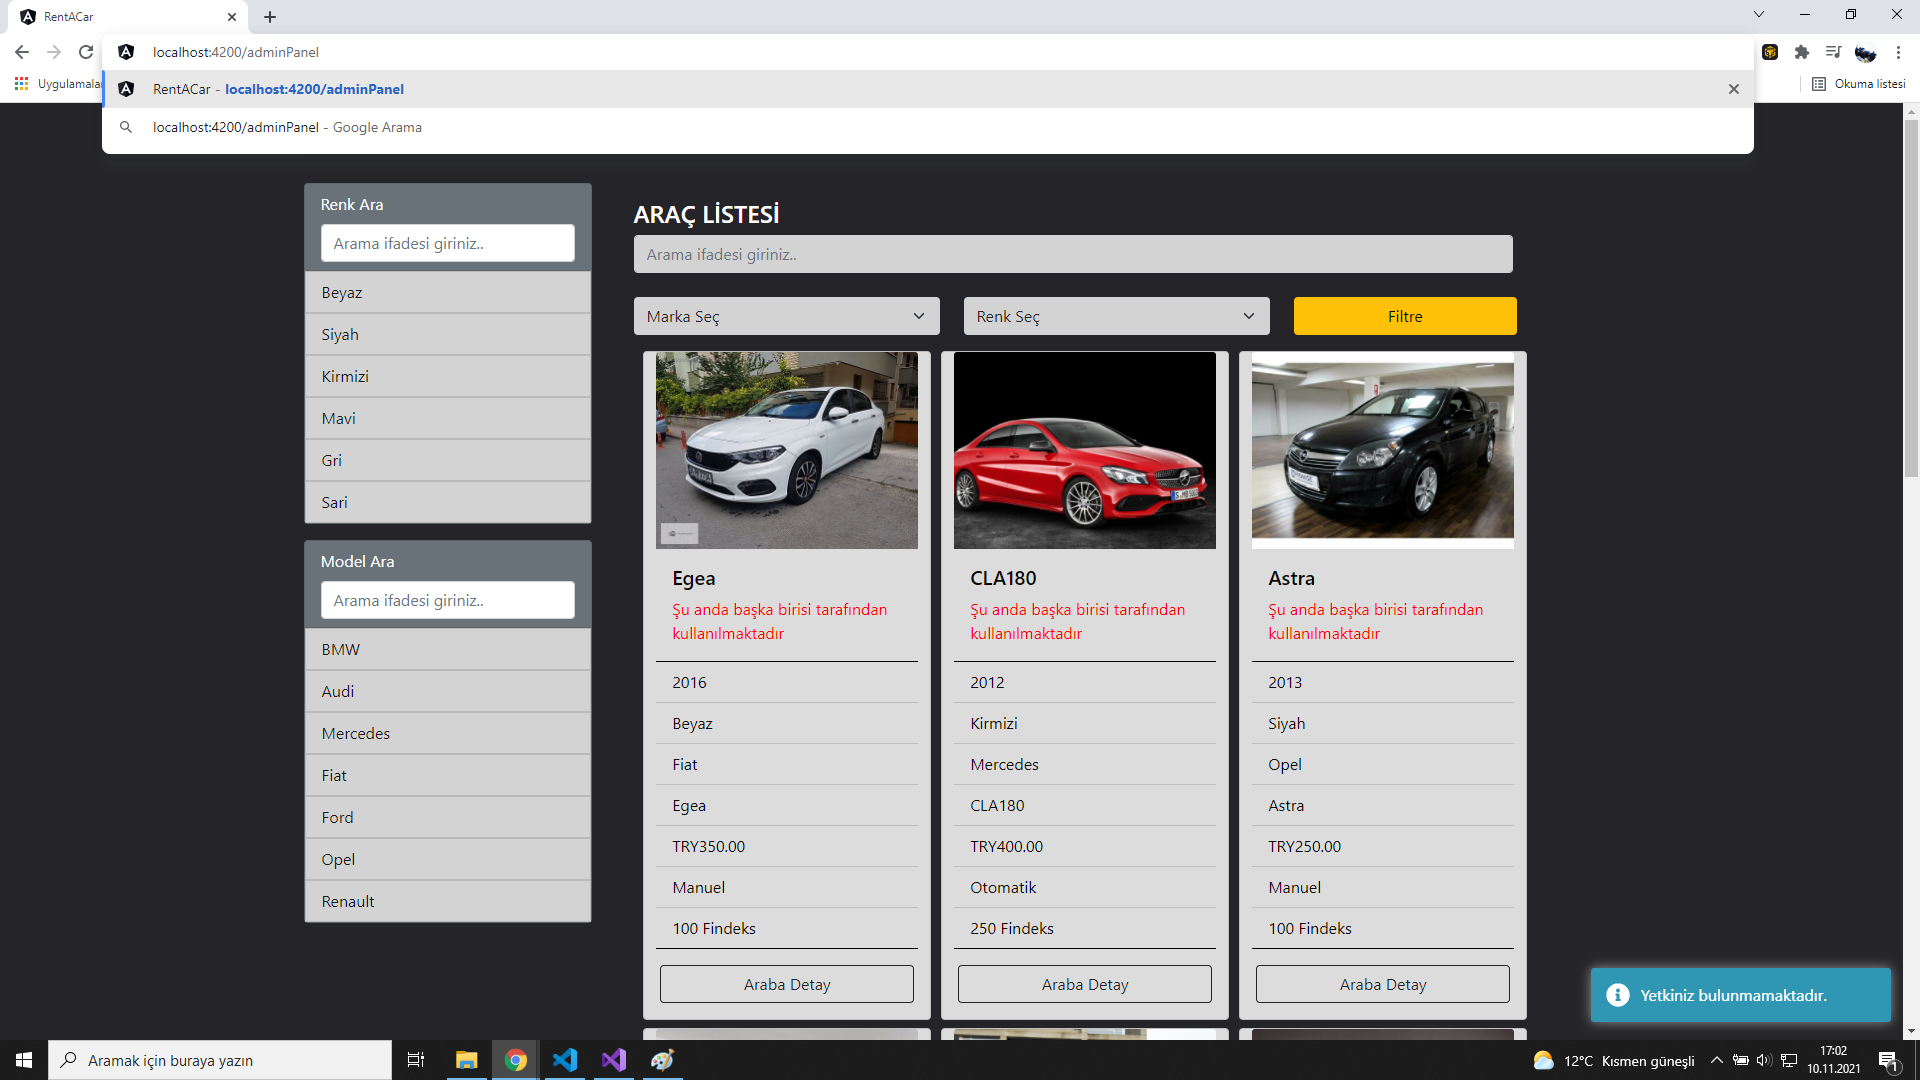 RentACar
localhost:4200/adminPanel
Uygulamalar
RentACar - localhost:4200/adminPanel
Okuma listesi
localhost:4200/adminPanel - Google Arama
Renk Ara
Arama ifadesi giriniz..
Beyaz
Siyah
Kirmizi
Mavi
Gri
Sari
Model Ara
Arama ifadesi giriniz..
BMW
Audi
Mercedes
Fiat
Ford
Opel
Renault
ARAÇ LİSTESİ
Arama ifadesi giriniz..
Marka Seç
Renk Seç
Filtre
Egea
Şu anda başka birisi tarafından
kullanılmaktadır
2016
Beyaz
Fiat
Egea
TRY350.00
Manuel
100 Findeks
Araba Detay
CLA180
Şu anda başka birisi tarafından
kullanılmaktadır
2012
Kirmizi
Mercedes
CLA180
TRY400.00
Otomatik
250 Findeks
Araba Detay
Astra
Şu anda başka birisi tarafından
kullanılmaktadır
2013
Siyah
Opel
Astra
TRY250.00
Manuel
100 Findeks
Araba Detay
Yetkiniz bulunmamaktadır.
Aramak için buraya yazın
12°C Kısmen güneşli
17:02
10.11.2021
1